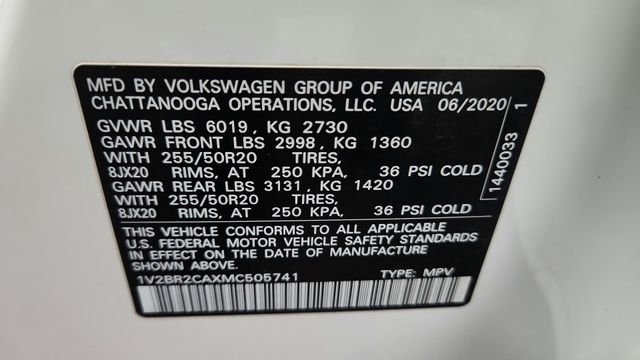 MFD BY VOLKSWAGEN GROUP OF AMERICA
CHATTANOOGA OPERATIONS, LLC. USA 06/2020
GVWR LBS 6019, KG 2730
GAWR FRONT LBS 2998, KG 1360
WITH 255/50R20 TIRES,
8JX20 RIMS, AT 250 KPA, 36 PSI COLD
GAWR REAR LBS 3131, KG 1420
WITH 255/50R20 TIRES,
8JX20 RIMS, AT 250 KPA, 36 PSI COLD
THIS VEHICLE CONFORMS TO ALL APPLICABLE
U.S. FEDERAL MOTOR VEHICLE SAFETY STANDARDS
IN EFFECT ON THE DATE OF MANUFACTURE
SHOWN ABOVE.
1V2BR2CAXMC505741 TYPE: MPV
1440033 1